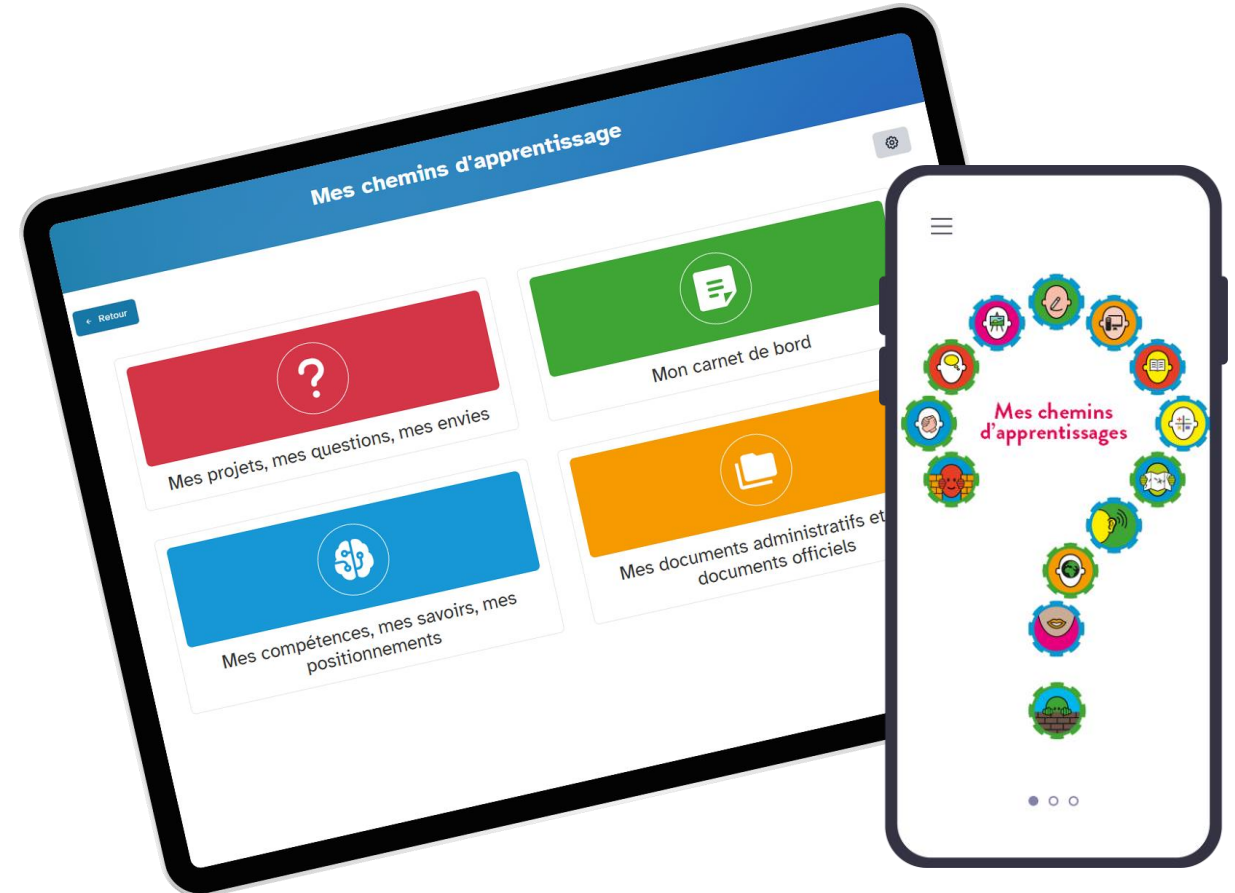 Mes chemins d'apprentissage
← Retour
Mes projets, mes questions, mes envies
Mon carnet de bord
Mes compétences, mes savoirs, mes
positionnements
Mes documents administratifs et
documents officiels
Mes chemins
d'apprentissages